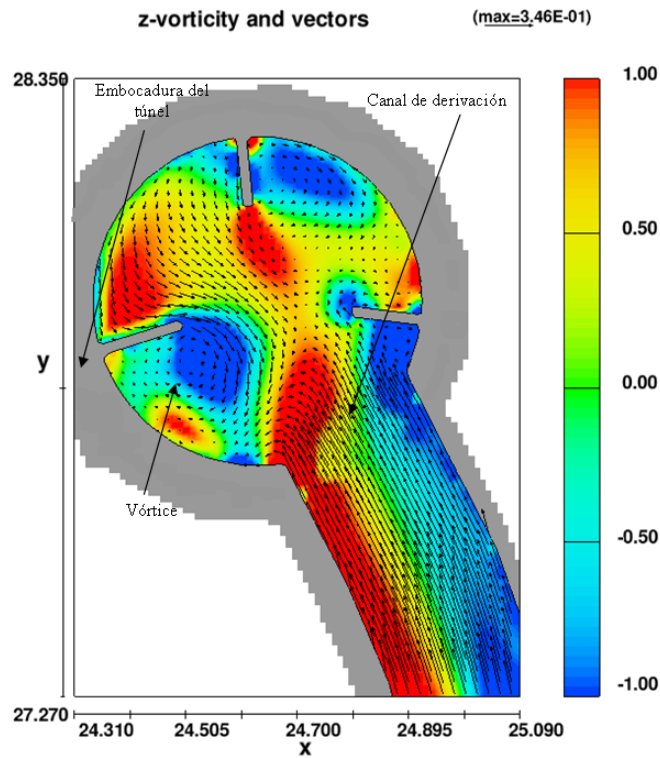 z-vorticity and vectors
(max=3.46E-01)
28.350
Embocadura del
túnel
Canal de derivación
1.00
0.50
y
0.00
Vórtice
-0.50
-1.00
27.270
24.310 24.505 24.700 24.895 25.090
x